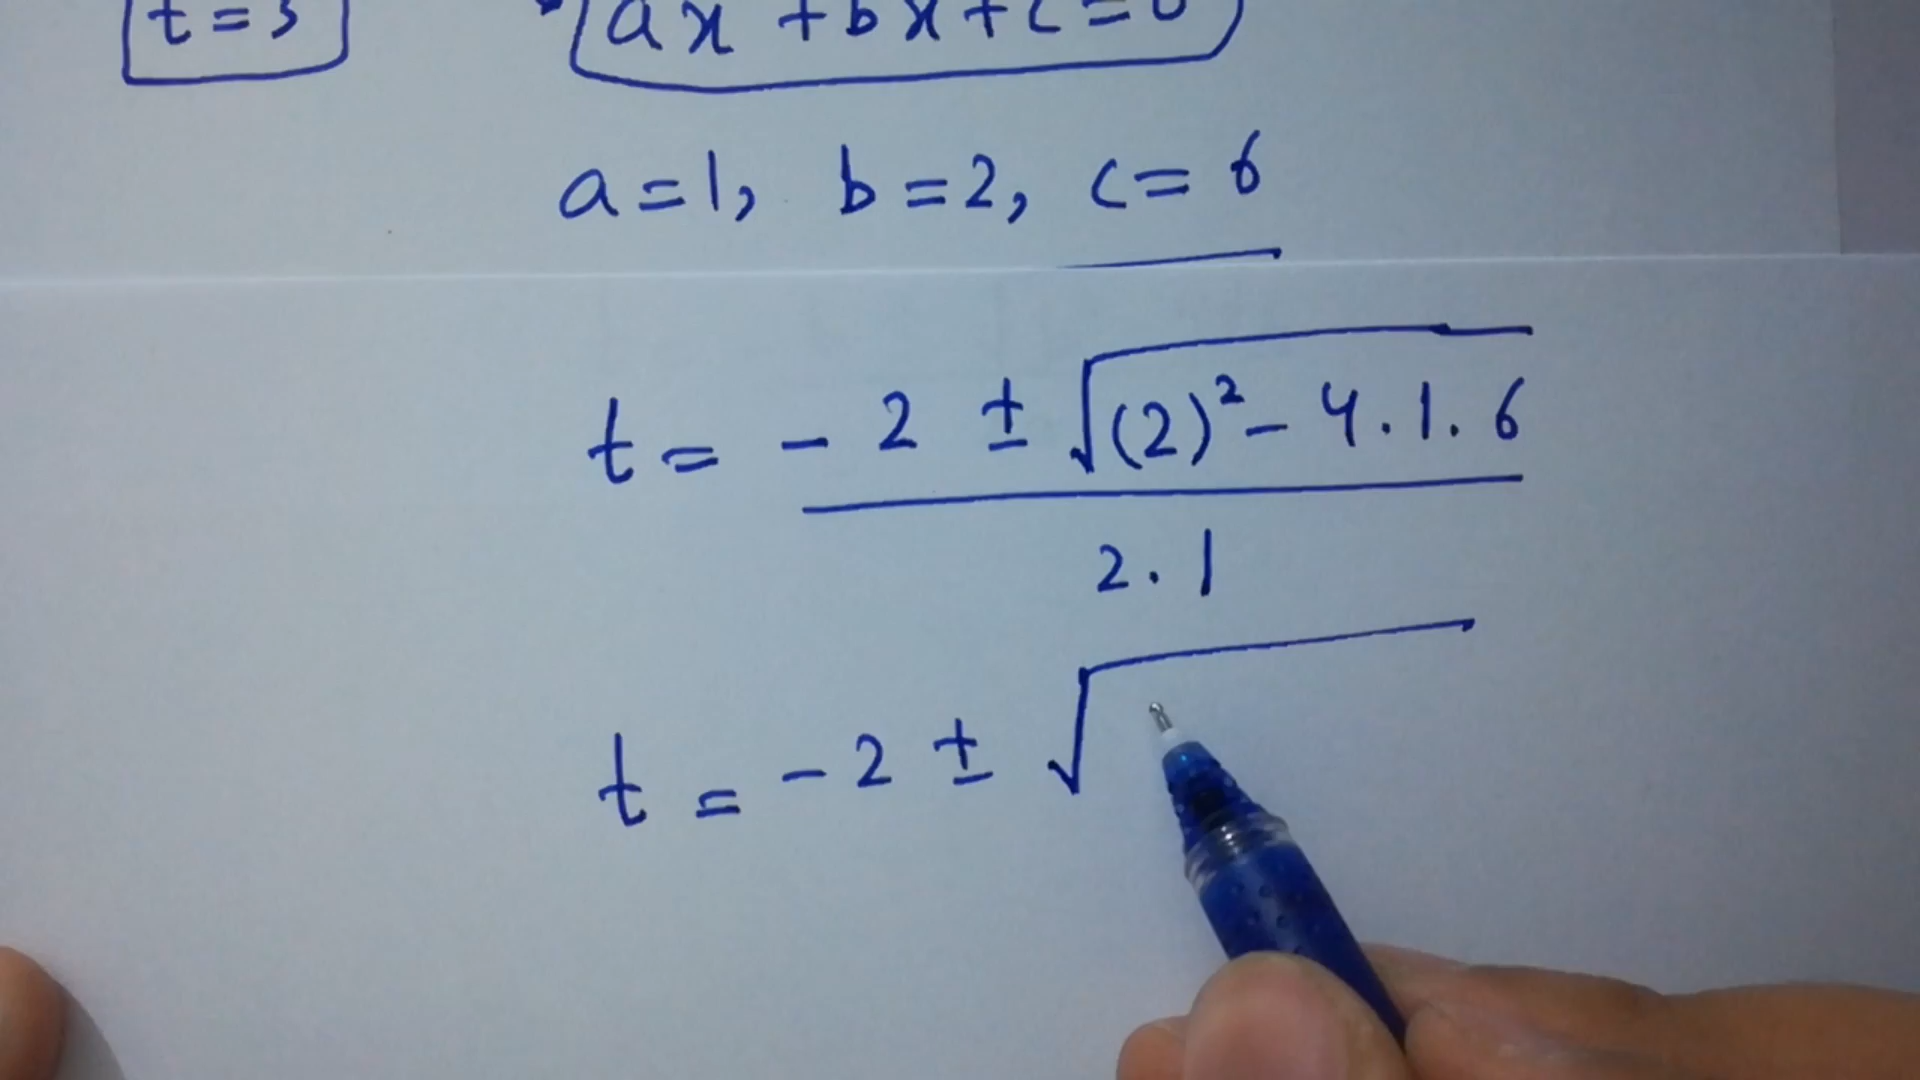 t = 3
ax + bx + c = 0
a = 1, b = 2, c = 6
t = - 2 ± √(2)² - 4 . 1 . 6
2 . 1
t = - 2 ± √